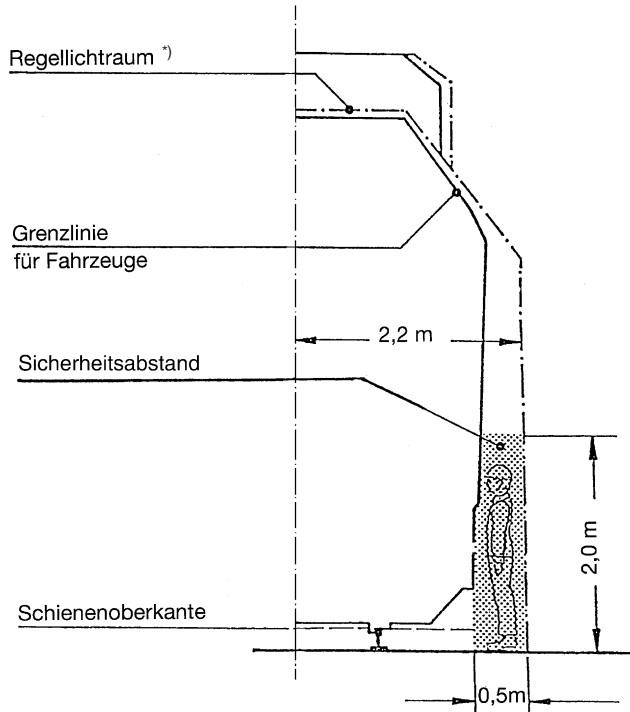 Regellichtraum *)
Grenzlinie
für Fahrzeuge
2,2 m
Sicherheitsabstand
2,0 m
Schienenoberkante
0,5m